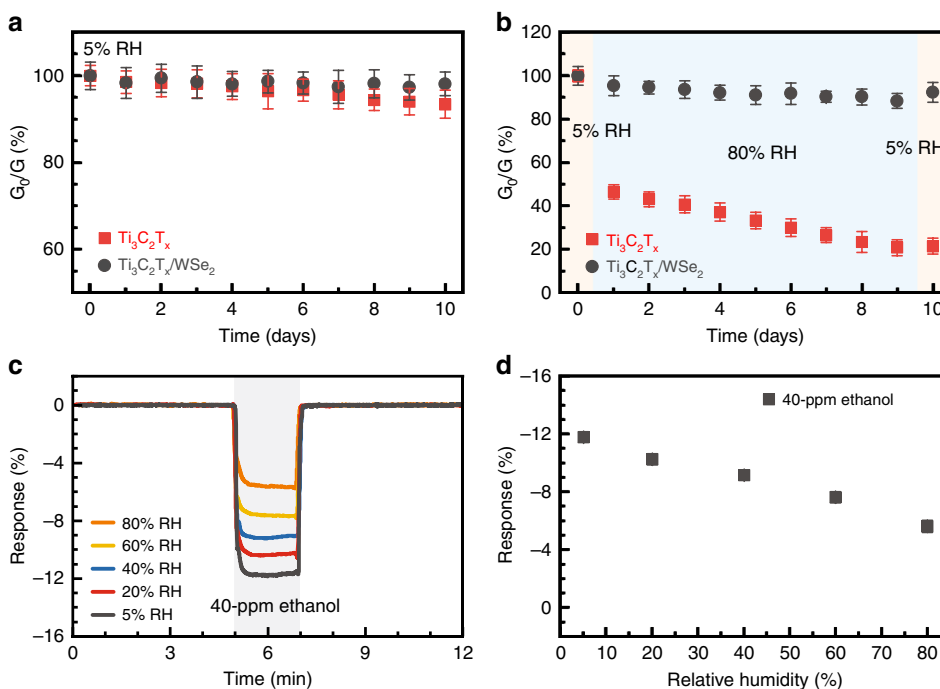 a
5% RH
100
90
80
70
60
G₀/G (%)
Ti₃C₂Tₓ
Ti₃C₂Tₓ/WSe₂
0 2 4 6 8 10
Time (days)
b
120
100
80
60
40
20
0
G₀/G (%)
5% RH
80% RH
5% RH
Ti₃C₂Tₓ
Ti₃C₂Tₓ/WSe₂
0 2 4 6 8 10
Time (days)
c
0
−4
−8
−12
−16
Response (%)
80% RH
60% RH
40% RH
20% RH
5% RH
40-ppm ethanol
0 3 6 9 12
Time (min)
d
−16
−12
−8
−4
0
Response (%)
40-ppm ethanol
0 10 20 30 40 50 60 70 80
Relative humidity (%)